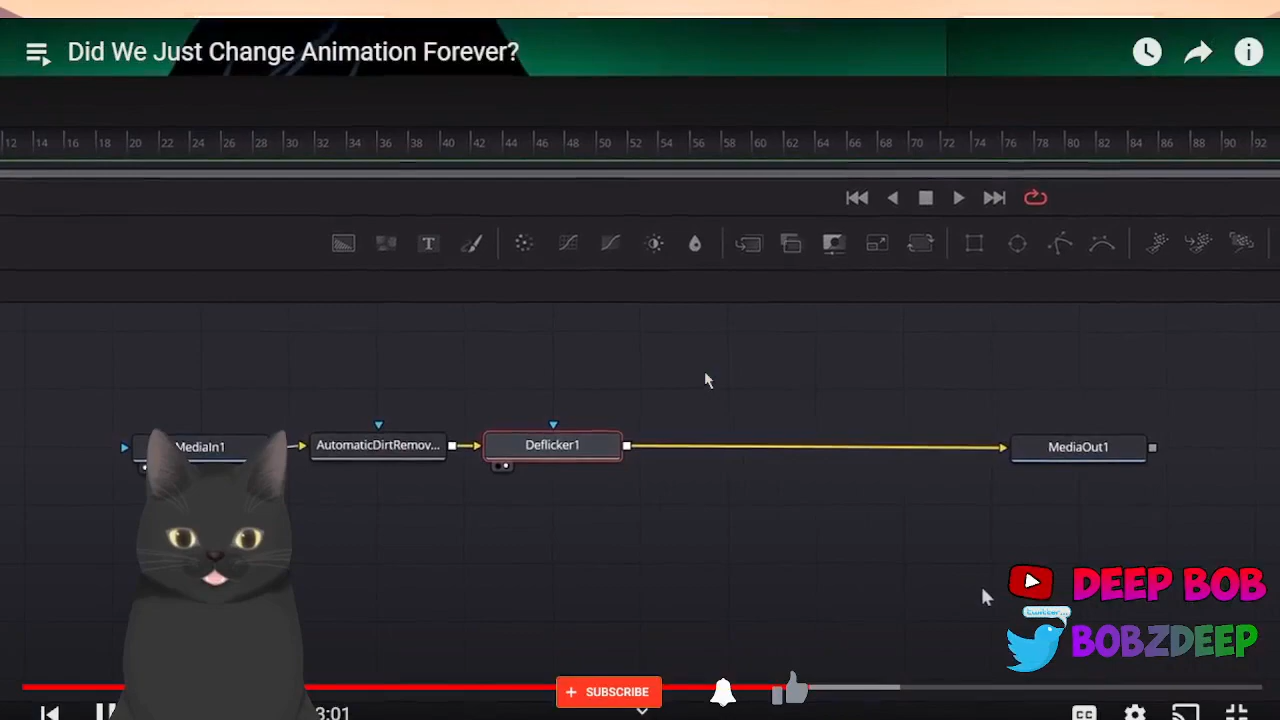 Did We Just Change Animation Forever?
12 14 16 18 20 22 24 26 28 30 32 34 36 38 40 42 44 46 48 50 52 54 56 58 60 62 64 66 68 70 72 74 76 78 80 82 84 86 88 90 92
T
MediaIn1
AutomaticDirtRemov...
Deflicker1
MediaOut1
DEEP BOB
twitter...
BOBZDEEP
+ SUBSCRIBE
3:01
CC